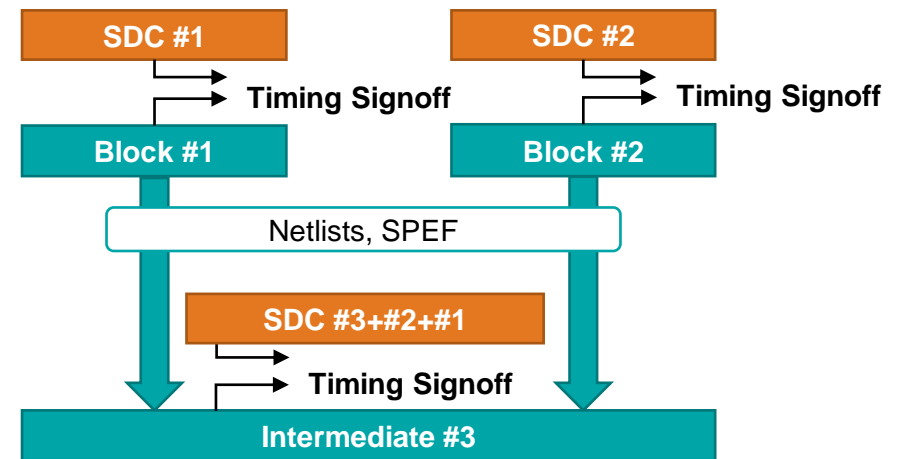 SDC #1
SDC #2
Timing Signoff
Timing Signoff
Block #1
Block #2
Netlists, SPEF
SDC #3+#2+#1
Timing Signoff
Intermediate #3